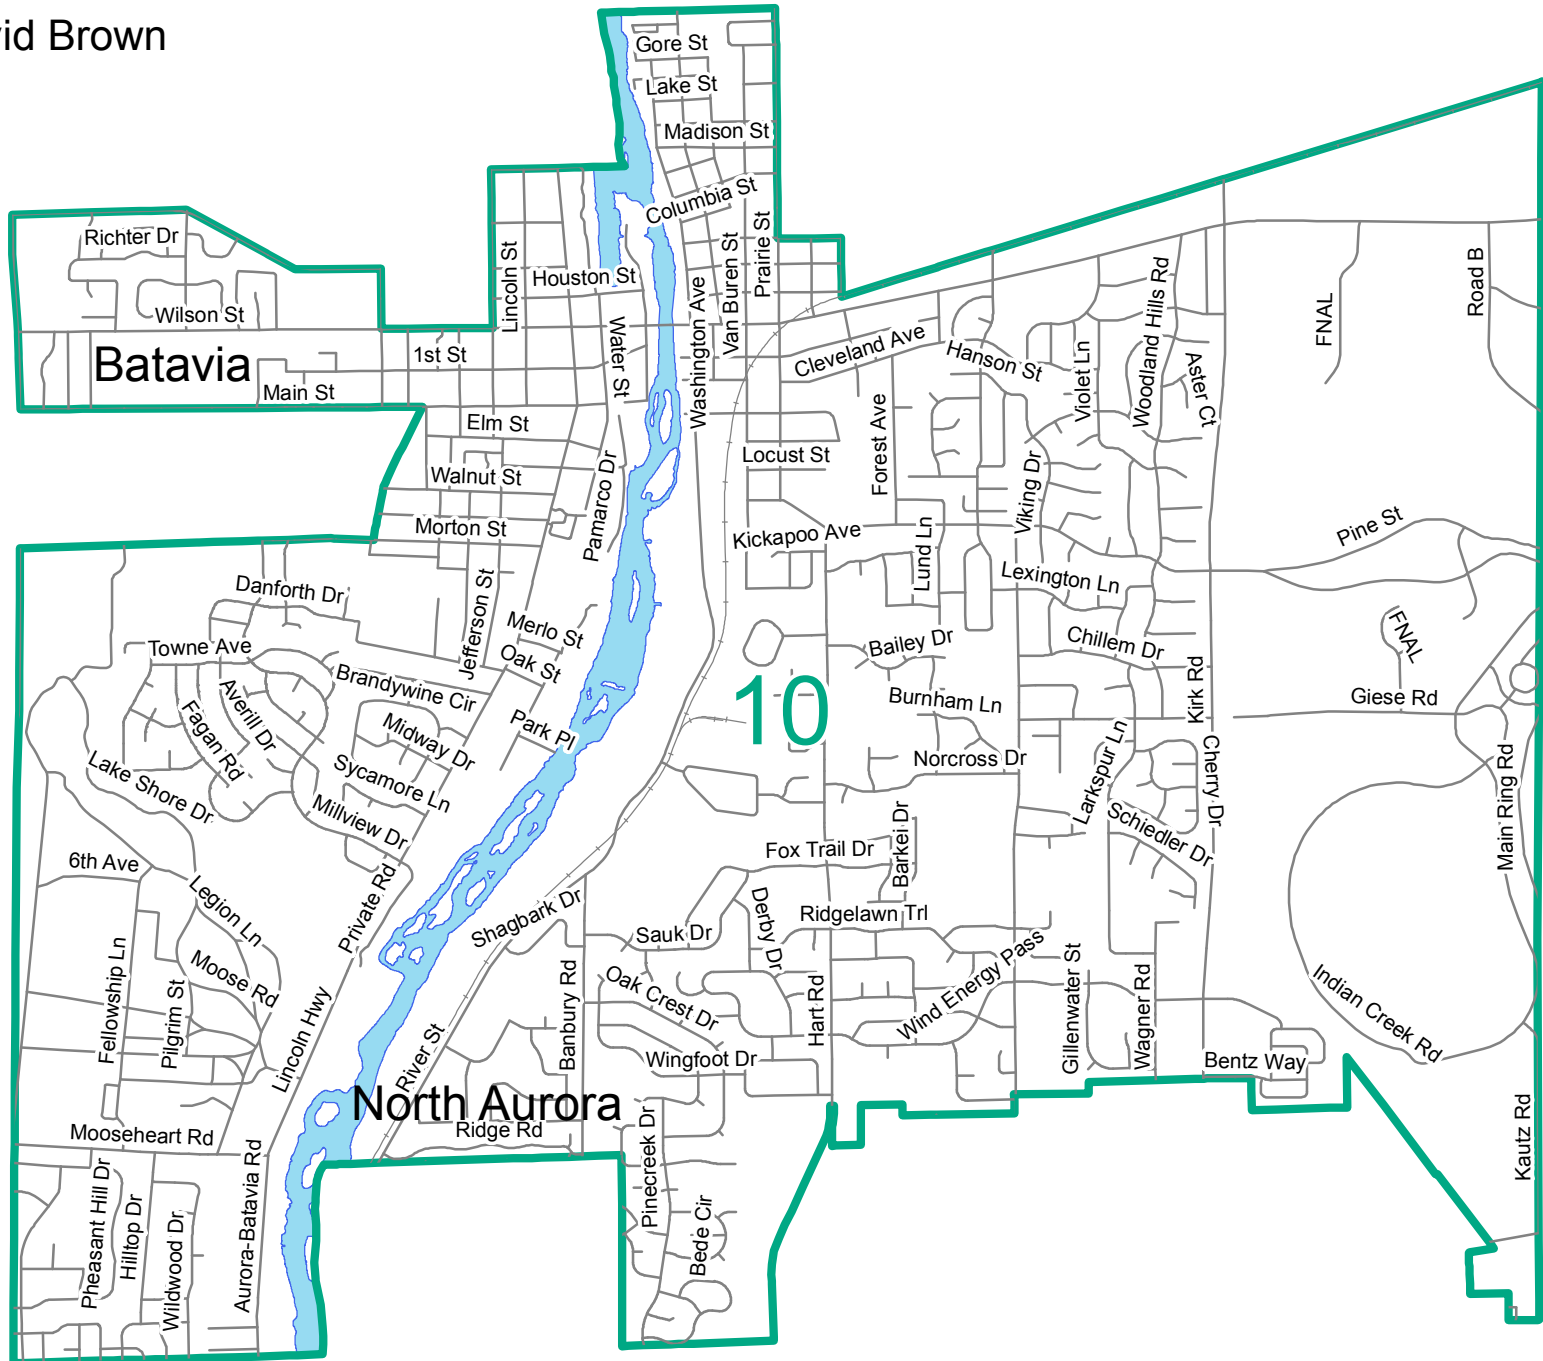 vid Brown
Gore St
Lake St
Madison St
Columbia St
Richter Dr
Lincoln St
Houston St
Van Buren St
Prairie St
Wilson St
Batavia
1st St
Main St
Water St
Washington Ave
Cleveland Ave
Hanson St
Violet Ln
Woodland Hills Rd
Aster Ct
FNAL
Road B
Elm St
Walnut St
Morton St
Pamarco Dr
Locust St
Forest Ave
Viking Dr
Kickapoo Ave
Lund Ln
Lexington Ln
Pine St
Danforth Dr
Jefferson St
Merlo St
Oak St
Towne Ave
Brandywine Cir
Averill Dr
Fagan Rd
Midway Dr
Park Pl
Sycamore Ln
Millview Dr
Lake Shore Dr
10
Bailey Dr
Burnham Ln
Norcross Dr
Chillem Dr
Kirk Rd
Larkspur Ln
Cherry Dr
Schiedler Dr
FNAL
Giese Rd
Main Ring Rd
6th Ave
Legion Ln
Private Rd
Moose Rd
Fellowship Ln
Pilgrim St
Lincoln Hwy
Shagbark Dr
Fox Trail Dr
Barkei Dr
Derby Dr
Ridgelawn Trl
Sauk Dr
Oak Crest Dr
Banbury Rd
Hart Rd
Wind Energy Pass
Gillenwater St
Wagner Rd
Indian Creek Rd
River St
Wingfoot Dr
Bentz Way
North Aurora
Ridge Rd
Mooseheart Rd
Pheasant Hill Dr
Hilltop Dr
Wildwood Dr
Aurora-Batavia Rd
Pinecreek Dr
Bede Cir
Kautz Rd